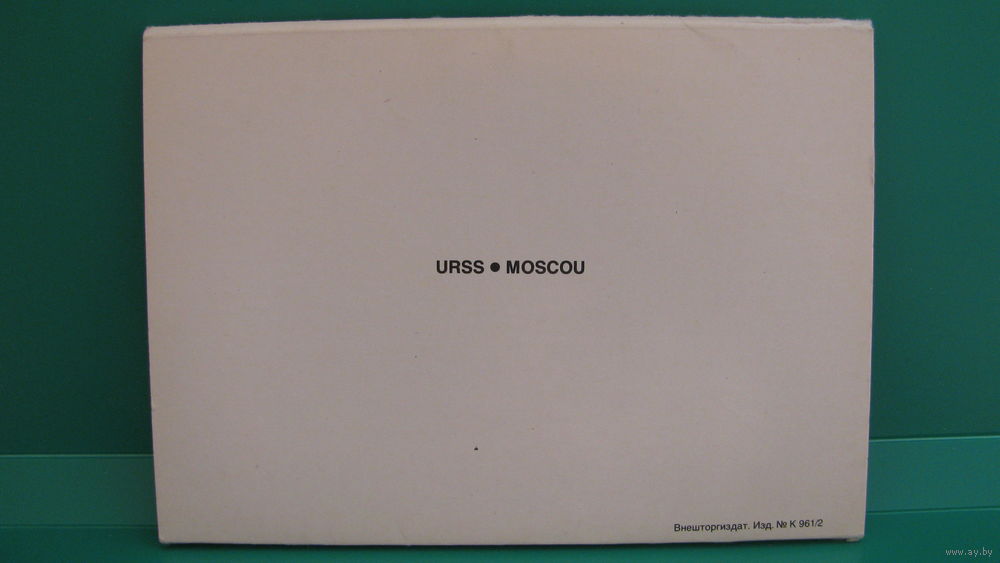 URSS ● MOSCOU
Внешторгиздат. Изд. № К 961/2
www.ay.by